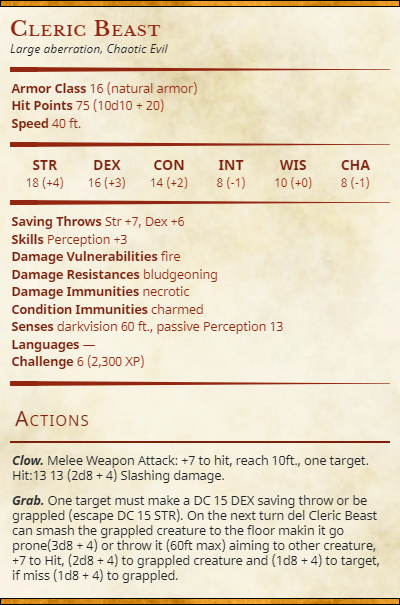 Cleric Beast
Large aberration, Chaotic Evil
Armor Class 16 (natural armor)
Hit Points 75 (10d10 + 20)
Speed 40 ft.
STR DEX CON INT WIS CHA
18 (+4) 16 (+3) 14 (+2) 8 (-1) 10 (+0) 8 (-1)
Saving Throws Str +7, Dex +6
Skills Perception +3
Damage Vulnerabilities fire
Damage Resistances bludgeoning
Damage Immunities necrotic
Condition Immunities charmed
Senses darkvision 60 ft., passive Perception 13
Languages —
Challenge 6 (2,300 XP)
Actions
Clow. Melee Weapon Attack: +7 to hit, reach 10ft., one target.
Hit:13 13 (2d8 + 4) Slashing damage.
Grab. One target must make a DC 15 DEX saving throw or be
grappled (escape DC 15 STR). On the next turn del Cleric Beast
can smash the grappled creature to the floor makin it go
prone(3d8 + 4) or throw it (60ft max) aiming to other creature,
+7 to Hit, (2d8 + 4) to grappled creature and (1d8 + 4) to target,
if miss (1d8 + 4) to grappled.